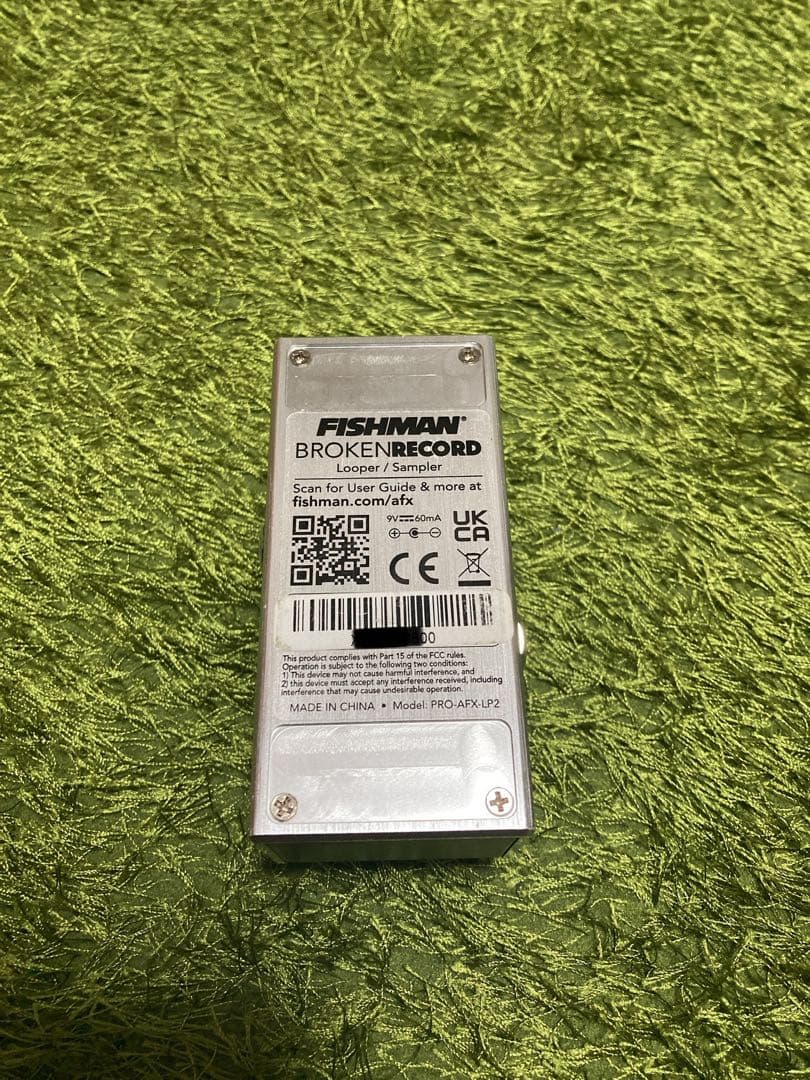 FISHMAN®
BROKENRECORD
Looper / Sampler
Scan for User Guide & more at
fishman.com/afx
9V 60mA
UK
CA
CE
00
This product complies with Part 15 of the FCC rules.
Operation is subject to the following two conditions:
1) This device may not cause harmful interference, and
2) this device must accept any interference received, including
interference that may cause undesirable operation.
MADE IN CHINA • Model: PRO-AFX-LP2